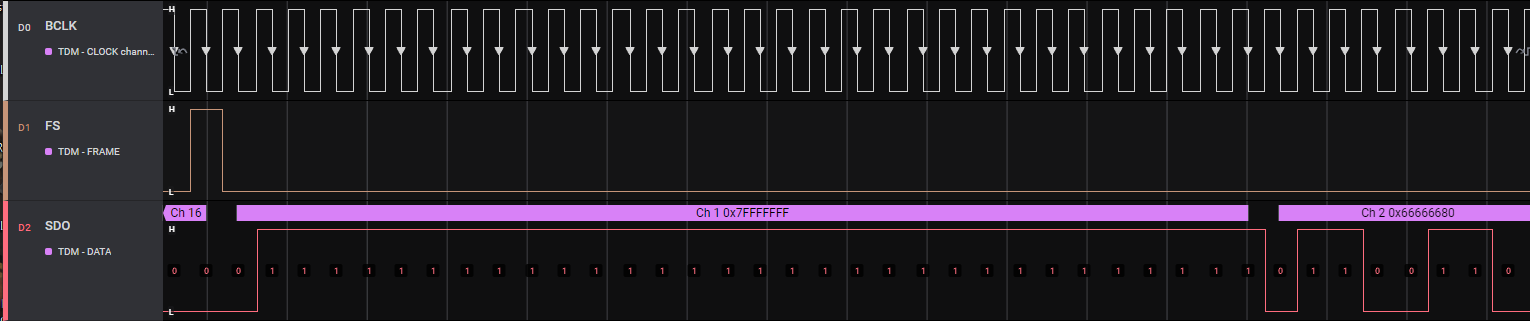 H
D0 BCLK
TDM - CLOCK chann...
L
H
D1 FS
TDM - FRAME
L
Ch 16 Ch 1 0x7FFFFFFF Ch 2 0x66666680
D2 SDO
H
TDM - DATA
0 0 0 1 1 1 1 1 1 1 1 1 1 1 1 1 1 1 1 1 1 1 1 1 1 1 1 1 1 1 1 1 1 1 0 1 1 0 0 1 1 0
L